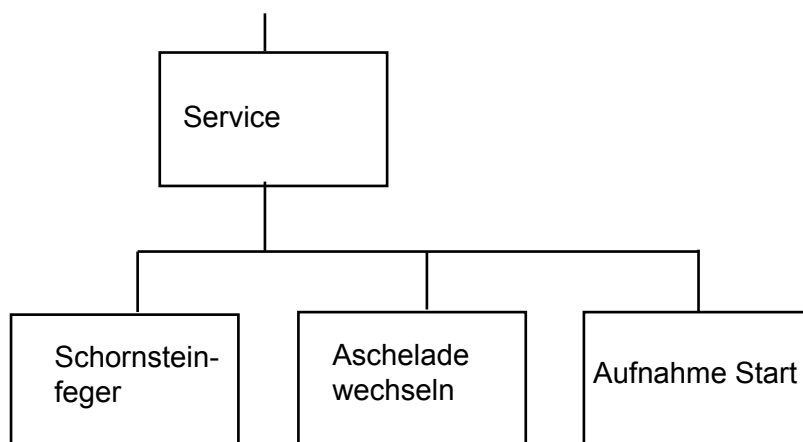 Service
Schornstein-
feger
Aschelade
wechseln
Aufnahme Start